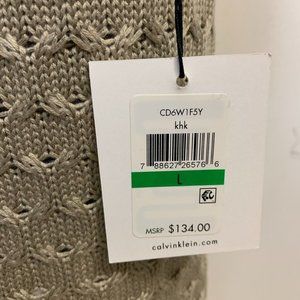 CD6W1F5Y
khk
7 88627 26576 6
L
MSRP $134.00
calvinklein.com